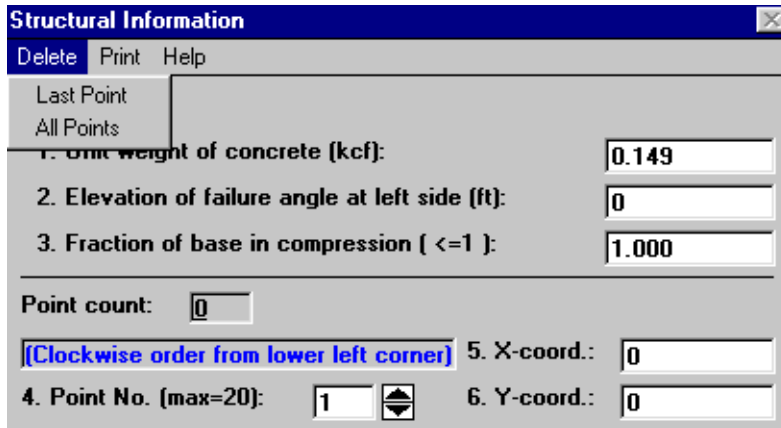 Structural Information
Delete Print Help
Last Point
All Points
1. Unit weight of concrete (kcf): 0.149
2. Elevation of failure angle at left side (ft): 0
3. Fraction of base in compression ( <=1 ): 1.000
Point count: 0
(Clockwise order from lower left corner) 5. X-coord.: 0
4. Point No. (max=20): 1 6. Y-coord.: 0